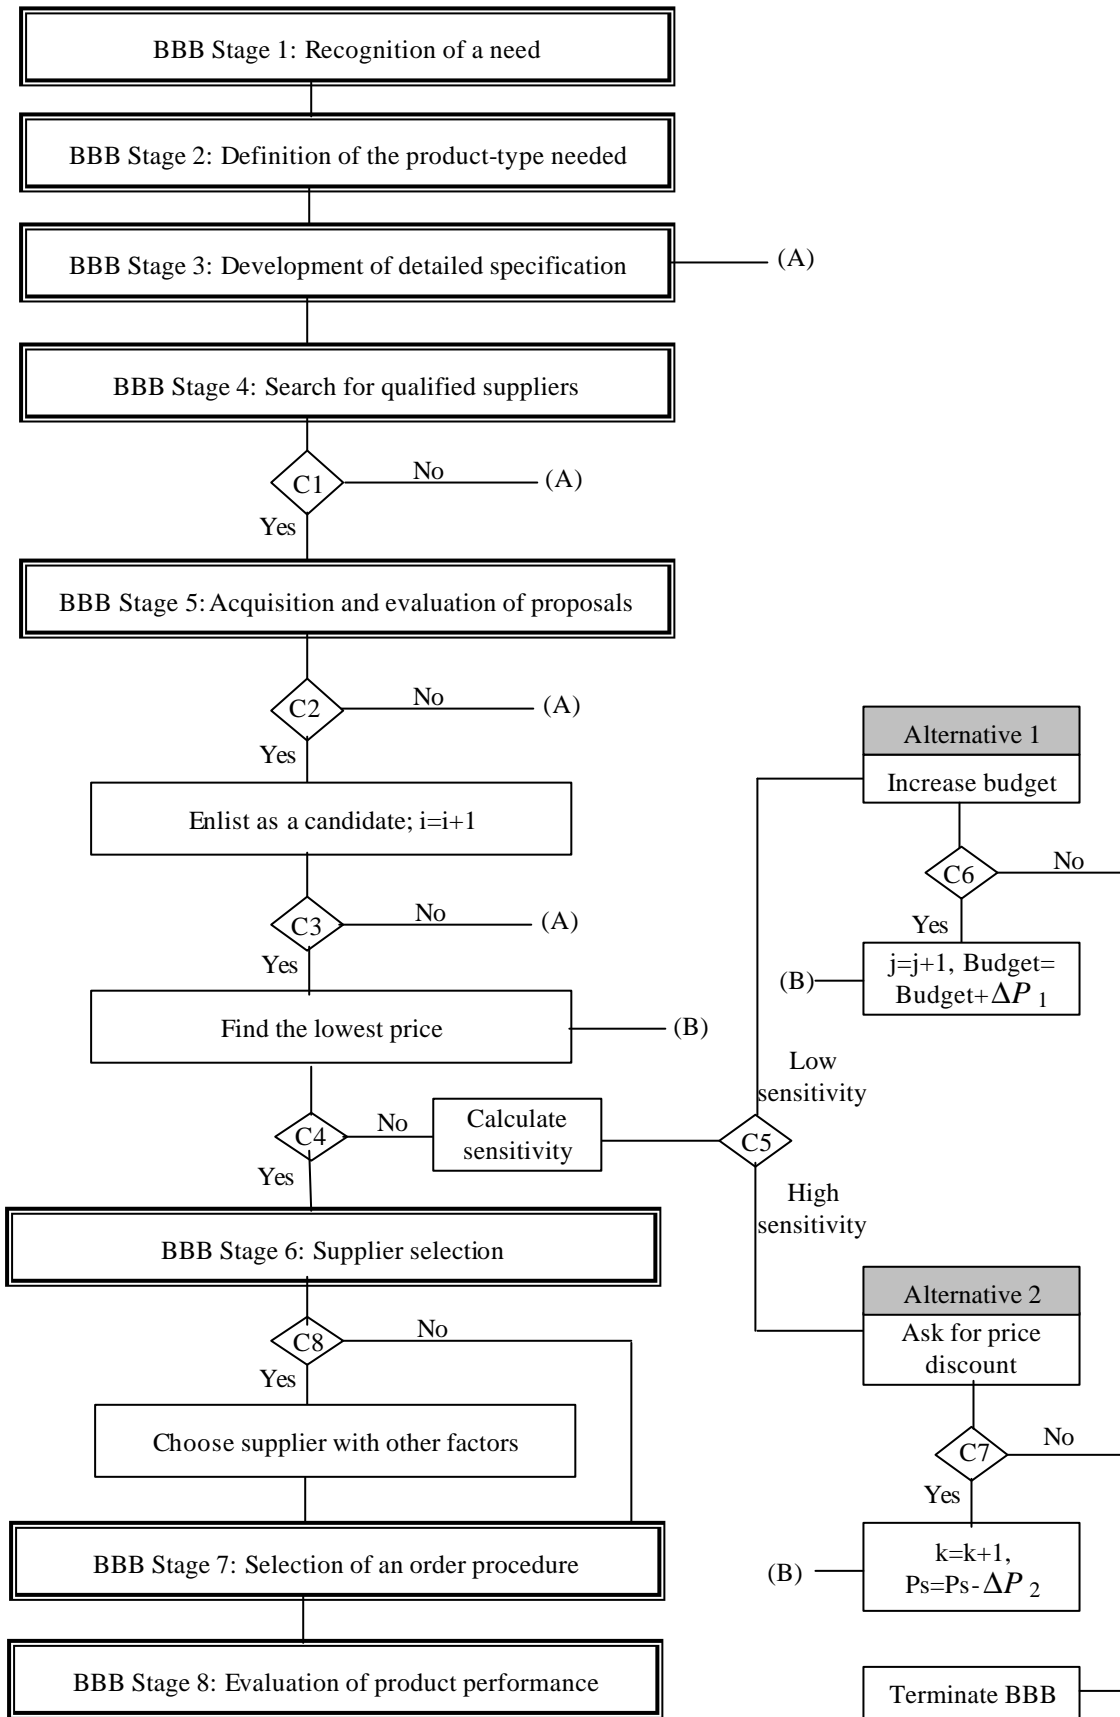 BBB Stage 1: Recognition of a need
BBB Stage 2: Definition of the product-type needed
BBB Stage 3: Development of detailed specification
(A)
BBB Stage 4: Search for qualified suppliers
C1
No
(A)
Yes
BBB Stage 5: Acquisition and evaluation of proposals
C2
No
(A)
Yes
Enlist as a candidate; i=i+1
C3
No
(A)
Yes
Find the lowest price
(B)
C4
No
Yes
Calculate
sensitivity
C5
Low
sensitivity
High
sensitivity
Alternative 1
Increase budget
C6
No
Yes
(B)
j=j+1, Budget=
Budget+ΔP 1
Alternative 2
Ask for price
discount
C7
No
Yes
(B)
k=k+1,
Ps=Ps-ΔP 2
Terminate BBB
BBB Stage 6: Supplier selection
C8
No
Yes
Choose supplier with other factors
BBB Stage 7: Selection of an order procedure
BBB Stage 8: Evaluation of product performance